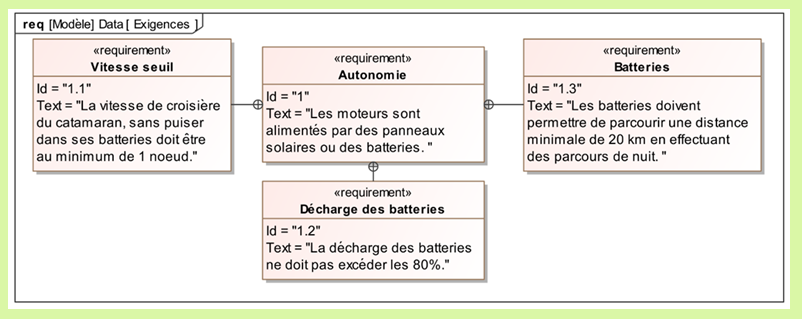 req [Modèle] Data [ Exigences ]
«requirement»
Vitesse seuil
Id = "1.1"
Text = "La vitesse de croisière
du catamaran, sans puiser
dans ses batteries doit être
au minimum de 1 noeud."
«requirement»
Autonomie
Id = "1"
Text = "Les moteurs sont
alimentés par des panneaux
solaires ou des batteries. "
«requirement»
Batteries
Id = "1.3"
Text = "Les batteries doivent
permettre de parcourir une distance
minimale de 20 km en effectuant
des parcours de nuit. "
«requirement»
Décharge des batteries
Id = "1.2"
Text = "La décharge des batteries
ne doit pas excéder les 80%."